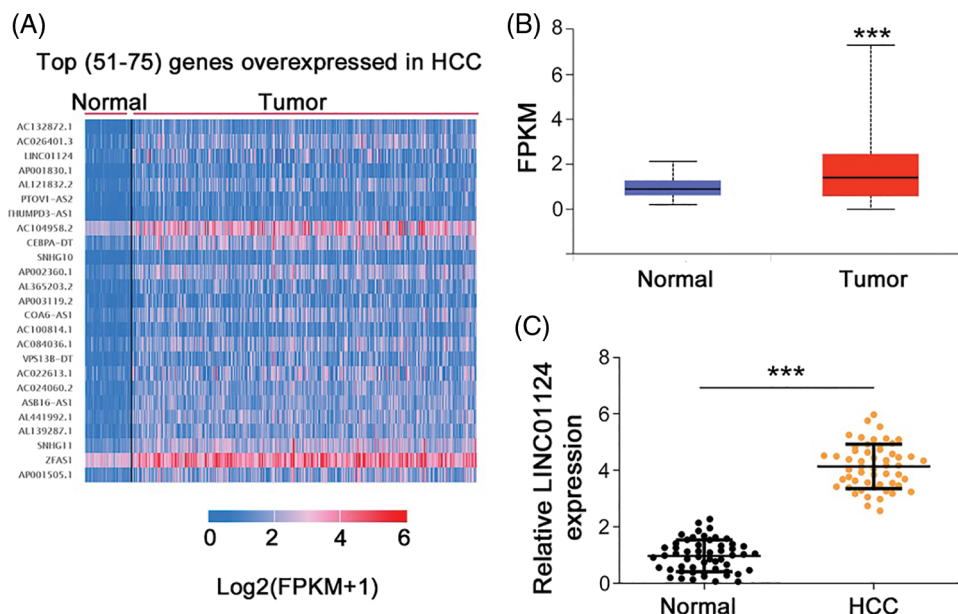 (A)
Top (51-75) genes overexpressed in HCC
Normal Tumor
AC132872.1
AC026401.3
LINC01124
AP001830.1
AL121832.2
PTOV1-AS2
THUMPD3-AS1
AC104958.2
CEBPA-DT
SNHG10
AP002360.1
AL365203.2
AP003119.2
COA6-AS1
AC100814.1
AC084036.1
VPS13B-DT
AC022613.1
AC024060.2
ASB16-AS1
AL441992.1
AL139287.1
SNHG11
ZFAS1
AP001505.1
0 2 4 6
Log2(FPKM+1)
(B)
FPKM
8
6
4
2
0
***
Normal Tumor
(C)
Relative LINC01124
expression
8
6
4
2
0
***
Normal HCC